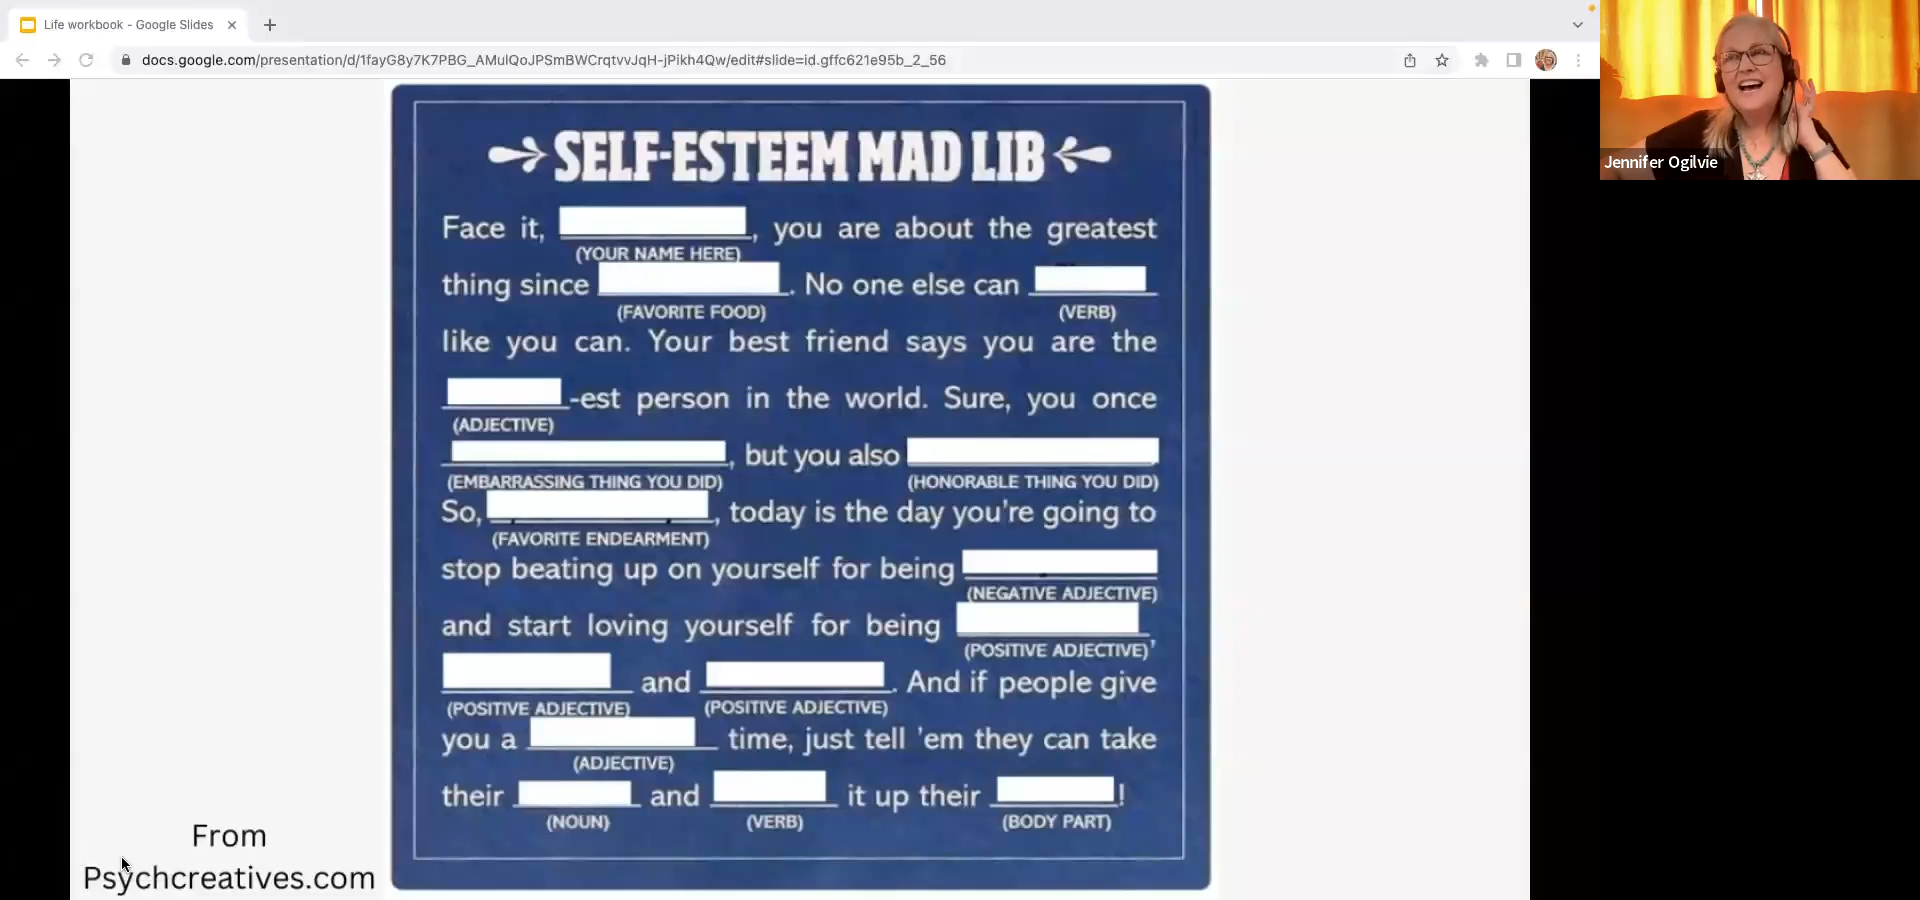 Life workbook - Google Slides
docs.google.com/presentation/d/1fayG8y7K7PBG_AMulQoJPSmBWCrqtvvJqH-jPikh4Qw/edit#slide=id.gffc621e95b_2_56
Jennifer Ogilvie
SELF-ESTEEM MAD LIB
Face it, , you are about the greatest
(YOUR NAME HERE)
thing since . No one else can
(FAVORITE FOOD) (VERB)
like you can. Your best friend says you are the
-est person in the world. Sure, you once
(ADJECTIVE)
, but you also
(EMBARRASSING THING YOU DID) (HONORABLE THING YOU DID)
So, , today is the day you're going to
(FAVORITE ENDEARMENT)
stop beating up on yourself for being
(NEGATIVE ADJECTIVE)
and start loving yourself for being ,
(POSITIVE ADJECTIVE)
and . And if people give
(POSITIVE ADJECTIVE) (POSITIVE ADJECTIVE)
you a time, just tell 'em they can take
(ADJECTIVE)
their and it up their !
(NOUN) (VERB) (BODY PART)
From
Psychcreatives.com